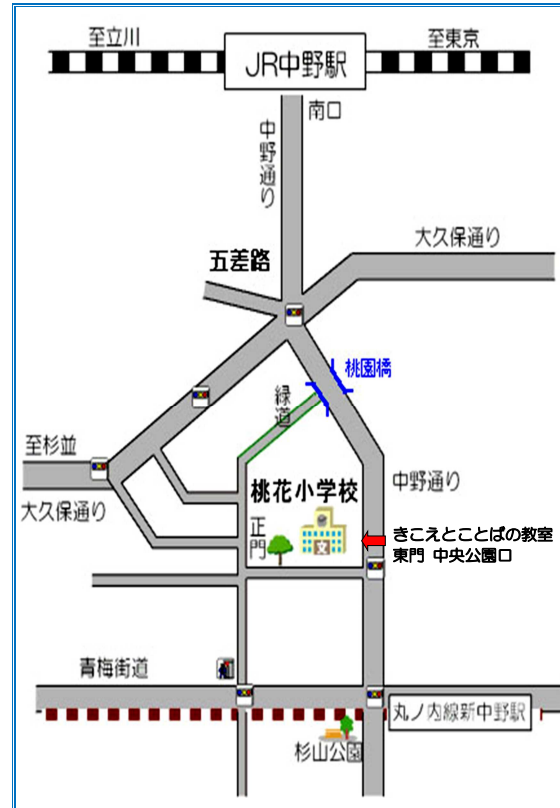 至立川
JR中野駅
至東京
南口
中野通り
大久保通り
五差路
桃園橋
緑道
至杉並
大久保通り
桃花小学校
中野通り
正門
文
きこえとことばの教室
東門 中央公園口
青梅街道
丸ノ内線新中野駅
杉山公園